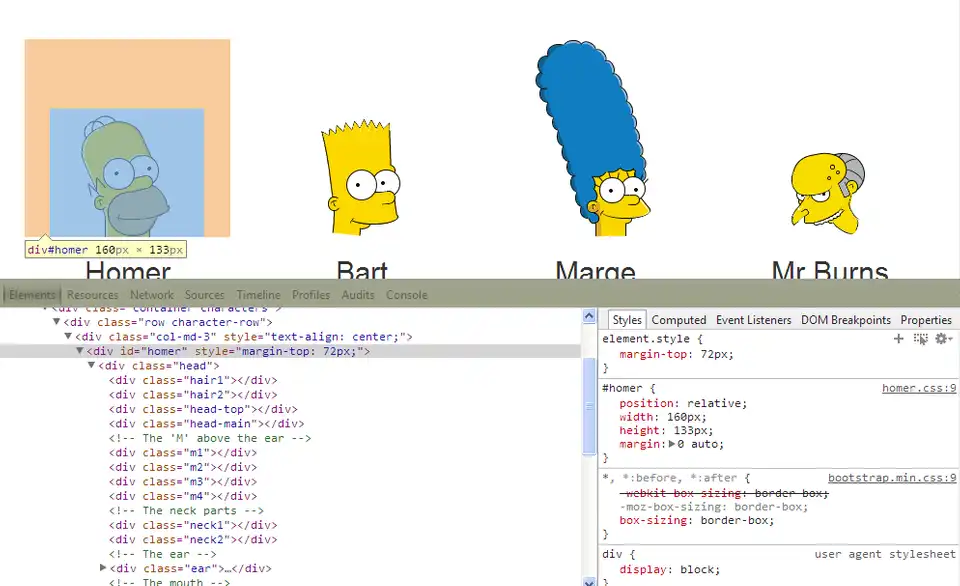 div#homer 160px × 133px
Homer
Bart
Marge
Mr Burns
Elements Resources Network Sources Timeline Profiles Audits Console
<div class="container characters">
▼<div class="row character-row">
▼<div class="col-md-3" style="text-align: center;">
▼<div id="homer" style="margin-top: 72px;">
▼<div class="head">
<div class="hair1"></div>
<div class="hair2"></div>
<div class="head-top"></div>
<div class="head-main"></div>
<!-- The 'M' above the ear -->
<div class="m1"></div>
<div class="m2"></div>
<div class="m3"></div>
<div class="m4"></div>
<!-- The neck parts -->
<div class="neck1"></div>
<div class="neck2"></div>
<!-- The ear -->
▶<div class="ear">…</div>
<!-- The mouth -->
Styles Computed Event Listeners DOM Breakpoints Properties
element.style {
margin-top: 72px;
}
#homer { homer.css:9
position: relative;
width: 160px;
height: 133px;
margin:▶0 auto;
}
*, *:before, *:after { bootstrap.min.css:9
-webkit-box-sizing: border-box;
-moz-box-sizing: border-box;
box-sizing: border-box;
}
div { user agent stylesheet
display: block;
}